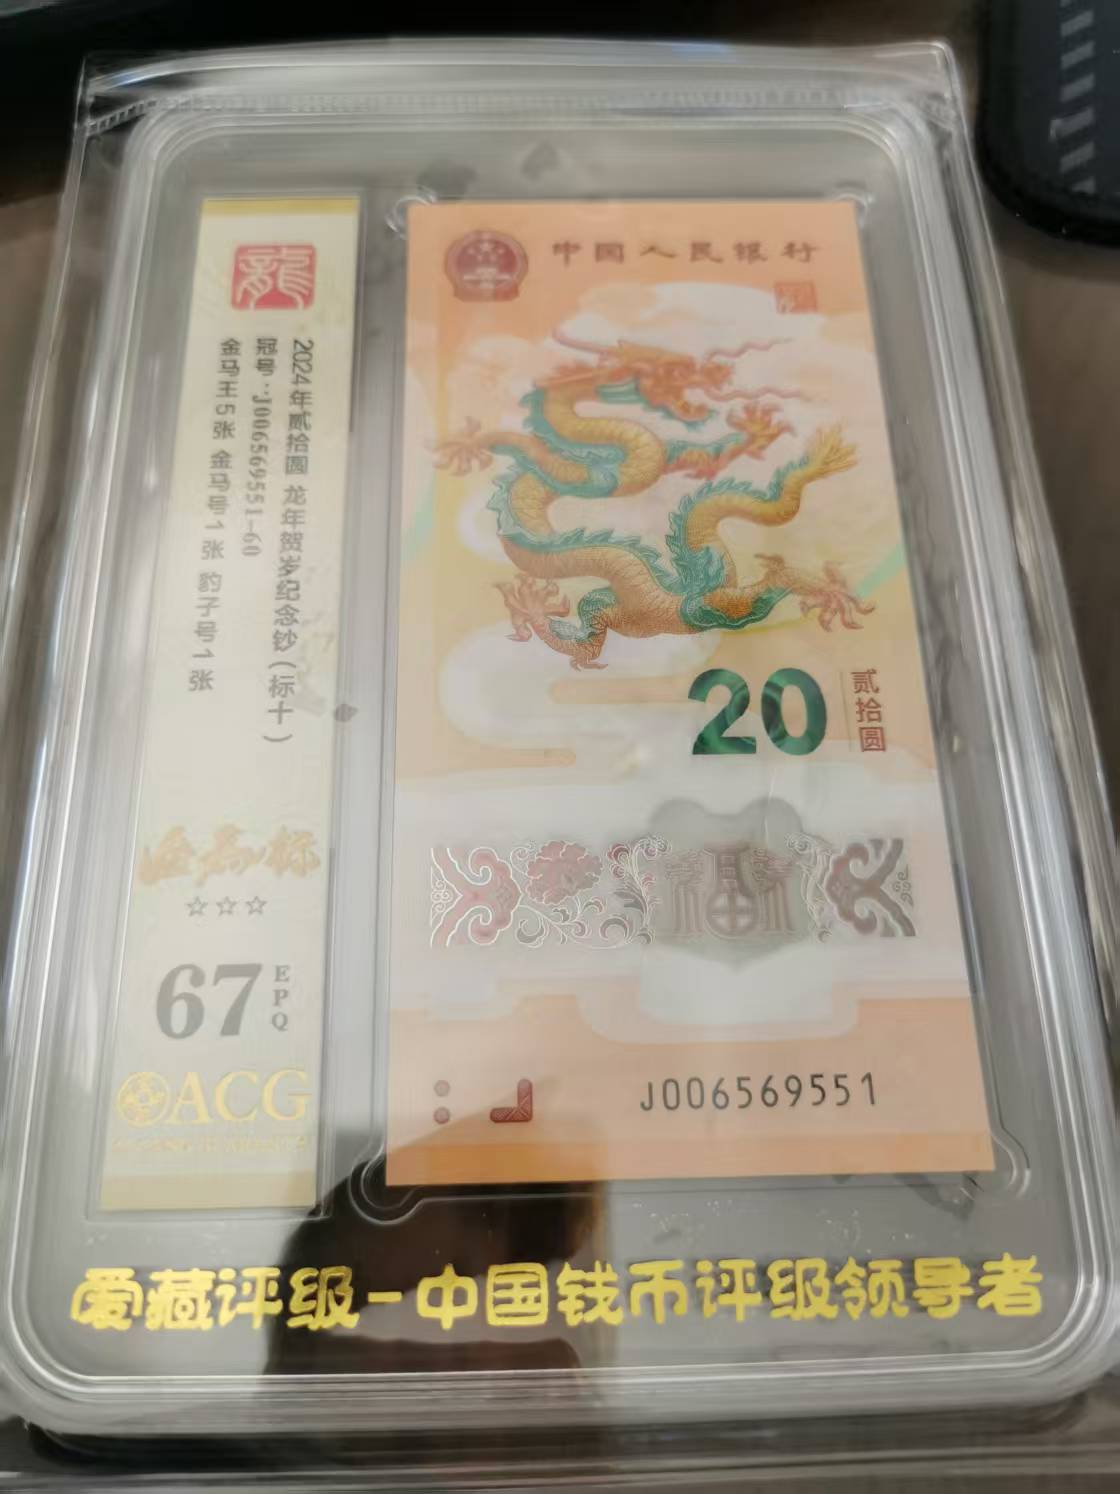 龍
2024年贰拾圆 龙年贺岁纪念钞(标十)
冠号:J006569551-60
金马王5张 金马号1张 豹子号1张
☆☆☆
67 EPQ
ACG
中国人民银行
20
贰拾圆
J006569551
爱藏评级-中国钱币评级领导者